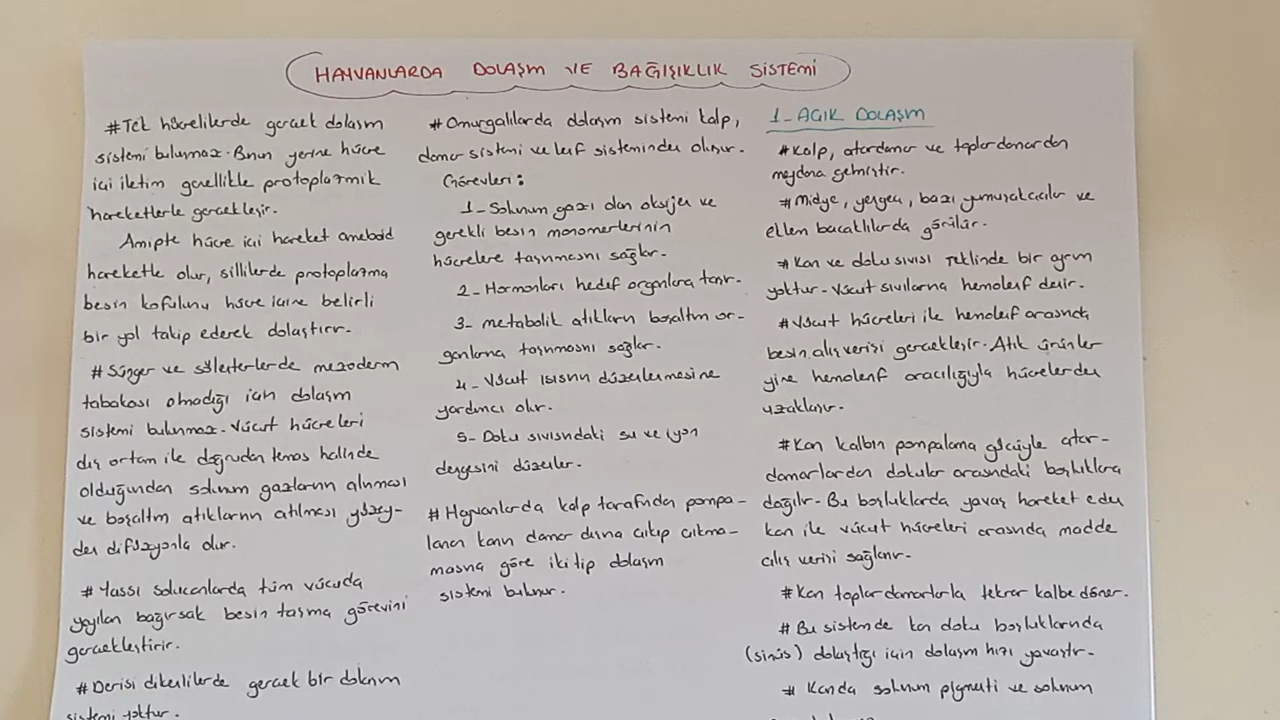 HAYVANLARDA DOLAŞIM VE BAĞIŞIKLIK SİSTEMİ
#Tek hücrelilerde gerçek dolaşım
sistemi bulunmaz. Bunun yerine hücre
içi iletim genellikle protoplazmik
hareketlerle gerçekleşir.
Amipte hücre içi hareket ameboid
hareketle olur, sillilerde protoplazma
besin kofulunu hücre içine belirli
bir yol takip ederek dolaştırır.
#Sünger ve sölenterlerde mezoderm
tabakası olmadığı için dolaşım
sistemi bulunmaz. Vücut hücreleri
dış ortam ile doğrudan temas halinde
olduğundan solunum gazlarının alınması
ve boşaltım atıklarının atılması yüzey-
den difüzyonla olur.
#Yassı solucanlarda tüm vücuda
yayılan bağırsak besin taşıma görevini
gerçekleştirir.
#Derisi dikenlilerde gerçek bir dolaşım
sistemi yoktur.
#Omurgalılarda dolaşım sistemi kalp,
damar sistemi ve lenf sisteminden oluşur.
Görevleri:
1- Solunum gazı olan oksijen ve
gerekli besin monomerlerinin
hücrelere taşınmasını sağlar.
2- Hormonları hedef organlara taşır.
3- metabolik atıkların boşaltım or-
ganlarına taşınmasını sağlar.
4- Vücut ısısının düzenlenmesine
yardımcı olur.
5- Doku sıvısındaki su ve iyon
dengesini düzenler.
#Hayvanlarda kalp tarafından pompa-
lanan kanın damar dışına çıkıp çıkma-
masına göre iki tip dolaşım
sistemi bulunur.
1- AÇIK DOLAŞIM
#Kalp, atardamar ve toplardamardan
meydana gelmiştir.
#Midye, yengeç, bazı yumuşakçalar ve
eklem bacaklılarda görülür.
#Kan ve doku sıvısı şeklinde bir ayrım
yoktur. Vücut sıvılarına hemolenf denir.
#Vücut hücreleri ile hemolenf arasında
besin alışverişi gerçekleşir. Atık ürünler
yine hemolenf aracılığıyla hücrelerden
uzaklaşır.
#Kan kalbin pompalama gücüyle atar-
damarlardan dokular arasındaki boşluklara
dağılır. Bu boşluklarda yavaş hareket eden
kan ile vücut hücreleri arasında madde
alış verişi sağlanır.
#Kan toplardamarlarla tekrar kalbe döner.
#Bu sistemde kan doku boşluklarında
(sinüs) dolaştığı için dolaşım hızı yavaştır.
#Kanda solunum pigmenti ve solunum